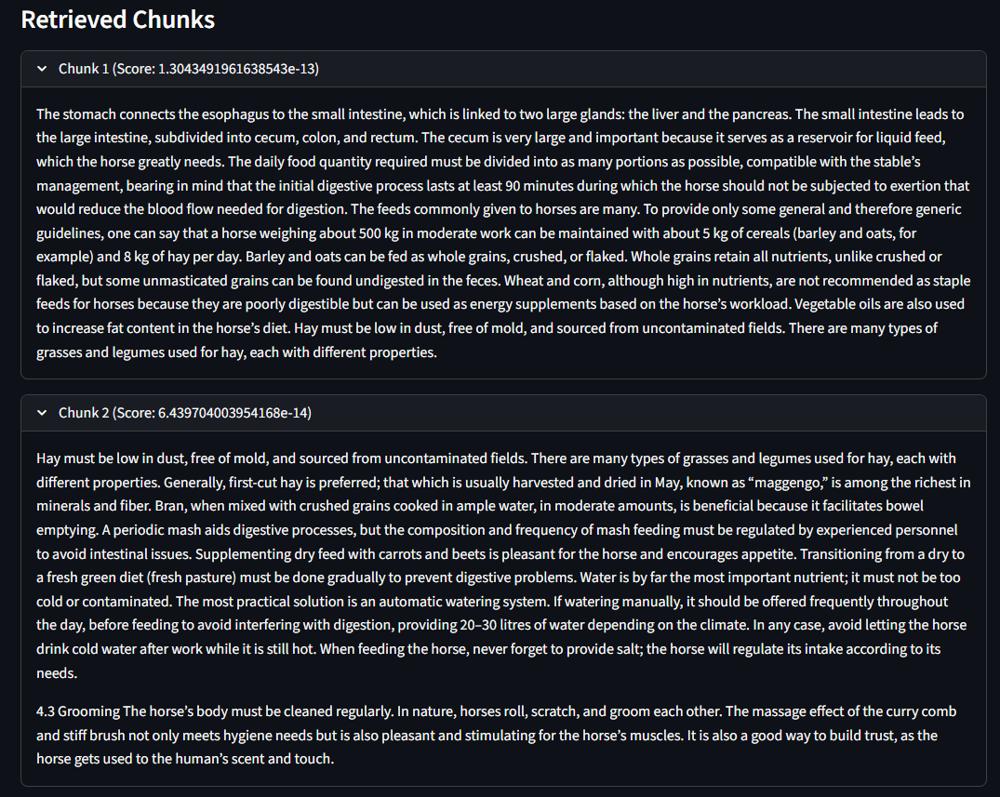 Retrieved Chunks
Chunk 1 (Score: 1.3043491961638543e-13)
The stomach connects the esophagus to the small intestine, which is linked to two large glands: the liver and the pancreas. The small intestine leads to
the large intestine, subdivided into cecum, colon, and rectum. The cecum is very large and important because it serves as a reservoir for liquid feed,
which the horse greatly needs. The daily food quantity required must be divided into as many portions as possible, compatible with the stable’s
management, bearing in mind that the initial digestive process lasts at least 90 minutes during which the horse should not be subjected to exertion that
would reduce the blood flow needed for digestion. The feeds commonly given to horses are many. To provide only some general and therefore generic
guidelines, one can say that a horse weighing about 500 kg in moderate work can be maintained with about 5 kg of cereals (barley and oats, for
example) and 8 kg of hay per day. Barley and oats can be fed as whole grains, crushed, or flaked. Whole grains retain all nutrients, unlike crushed or
flaked, but some unmasticated grains can be found undigested in the feces. Wheat and corn, although high in nutrients, are not recommended as staple
feeds for horses because they are poorly digestible but can be used as energy supplements based on the horse’s workload. Vegetable oils are also used
to increase fat content in the horse’s diet. Hay must be low in dust, free of mold, and sourced from uncontaminated fields. There are many types of
grasses and legumes used for hay, each with different properties.
Chunk 2 (Score: 6.439704003954168e-14)
Hay must be low in dust, free of mold, and sourced from uncontaminated fields. There are many types of grasses and legumes used for hay, each with
different properties. Generally, first-cut hay is preferred; that which is usually harvested and dried in May, known as “maggengo,” is among the richest in
minerals and fiber. Bran, when mixed with crushed grains cooked in ample water, in moderate amounts, is beneficial because it facilitates bowel
emptying. A periodic mash aids digestive processes, but the composition and frequency of mash feeding must be regulated by experienced personnel
to avoid intestinal issues. Supplementing dry feed with carrots and beets is pleasant for the horse and encourages appetite. Transitioning from a dry to
a fresh green diet (fresh pasture) must be done gradually to prevent digestive problems. Water is by far the most important nutrient; it must not be too
cold or contaminated. The most practical solution is an automatic watering system. If watering manually, it should be offered frequently throughout
the day, before feeding to avoid interfering with digestion, providing 20–30 litres of water depending on the climate. In any case, avoid letting the horse
drink cold water after work while it is still hot. When feeding the horse, never forget to provide salt; the horse will regulate its intake according to its
needs.
4.3 Grooming The horse’s body must be cleaned regularly. In nature, horses roll, scratch, and groom each other. The massage effect of the curry comb
and stiff brush not only meets hygiene needs but is also pleasant and stimulating for the horse’s muscles. It is also a good way to build trust, as the
horse gets used to the human’s scent and touch.